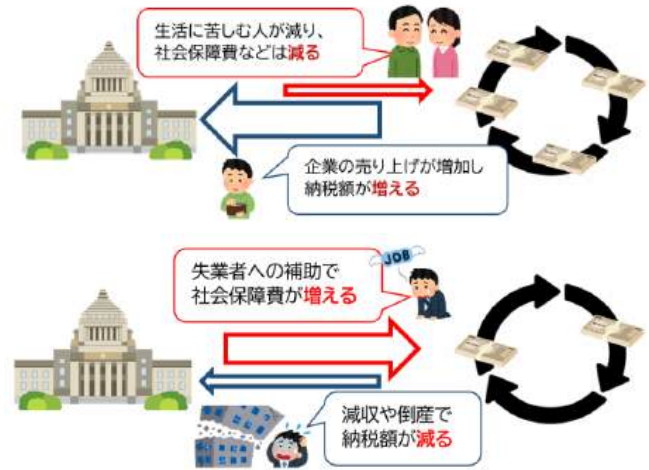 生活に苦しむ人が減り、
社会保障費などは減る
企業の売り上げが増加し
納税額が増える
失業者への補助で
社会保障費が増える
JOB
減収や倒産で
納税額が減る